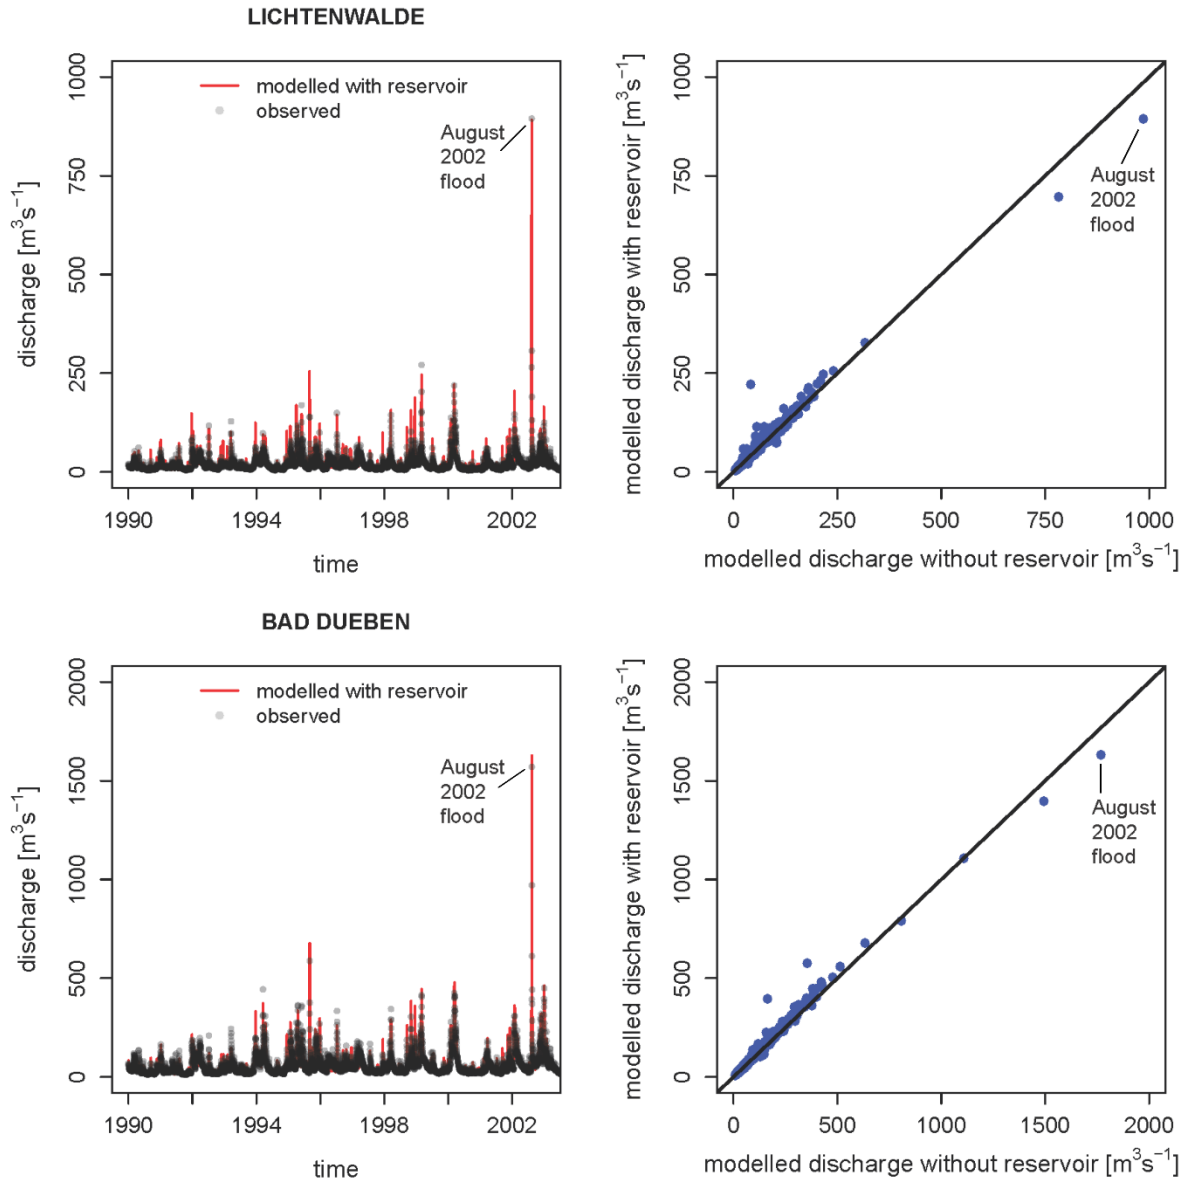 LICHTENWALDE
1000
750
500
250
0
discharge [m³s⁻¹]
modelled with reservoir
observed
August
2002
flood
1990
1994
1998
2002
time
1000
750
500
250
0
modelled discharge with reservoir [m³s⁻¹]
August
2002
flood
0
250
500
750
1000
modelled discharge without reservoir [m³s⁻¹]
BAD DUEBEN
2000
1500
1000
500
0
discharge [m³s⁻¹]
modelled with reservoir
observed
August
2002
flood
1990
1994
1998
2002
time
2000
1500
1000
500
0
modelled discharge with reservoir [m³s⁻¹]
August
2002
flood
0
500
1000
1500
2000
modelled discharge without reservoir [m³s⁻¹]